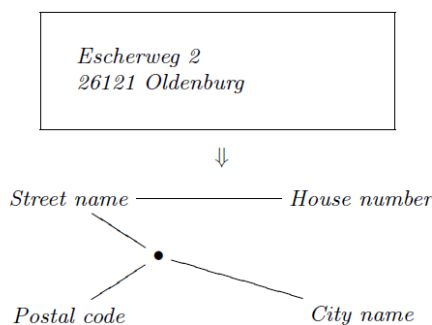 Escherweg 2
26121 Oldenburg
⇓
Street name House number
Postal code City name